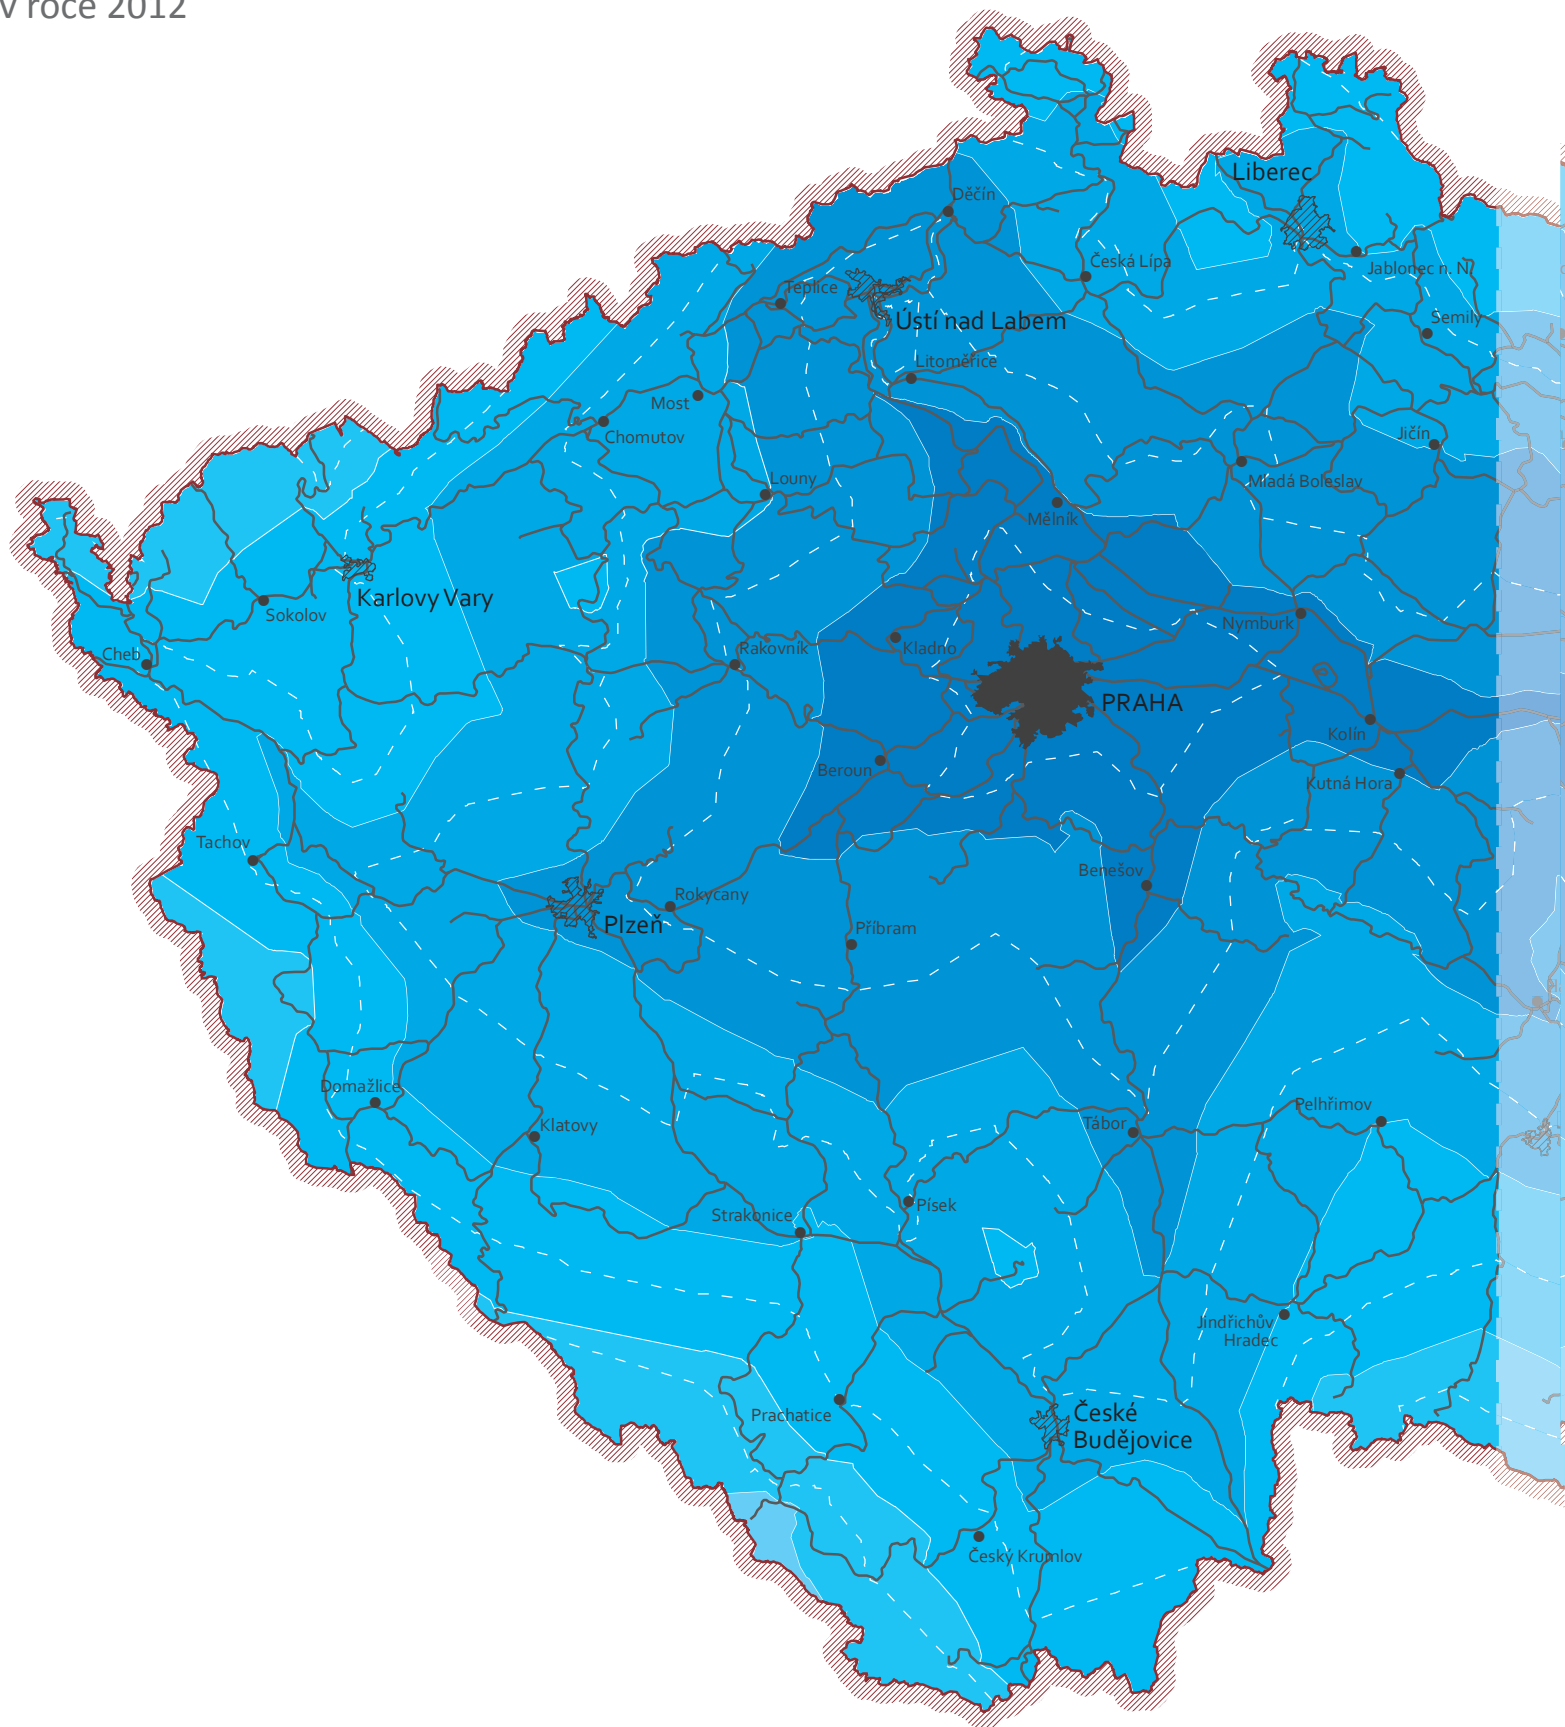 v roce 2012
Liberec
Děčín
Česká Lípa
Jablonec n. N.
Teplice
Ústí nad Labem
Semily
Litoměřice
Most
Chomutov
Jičín
Louny
Mladá Boleslav
Mělník
Karlovy Vary
Sokolov
Nymburk
Cheb
Rakovník
Kladno
PRAHA
Kolín
Beroun
Kutná Hora
Tachov
Benešov
Rokycany
Plzeň
Příbram
Domažlice
Pelhřimov
Klatovy
Tábor
Písek
Strakonice
Jindřichův
Hradec
Prachatice
České
Budějovice
Český Krumlov